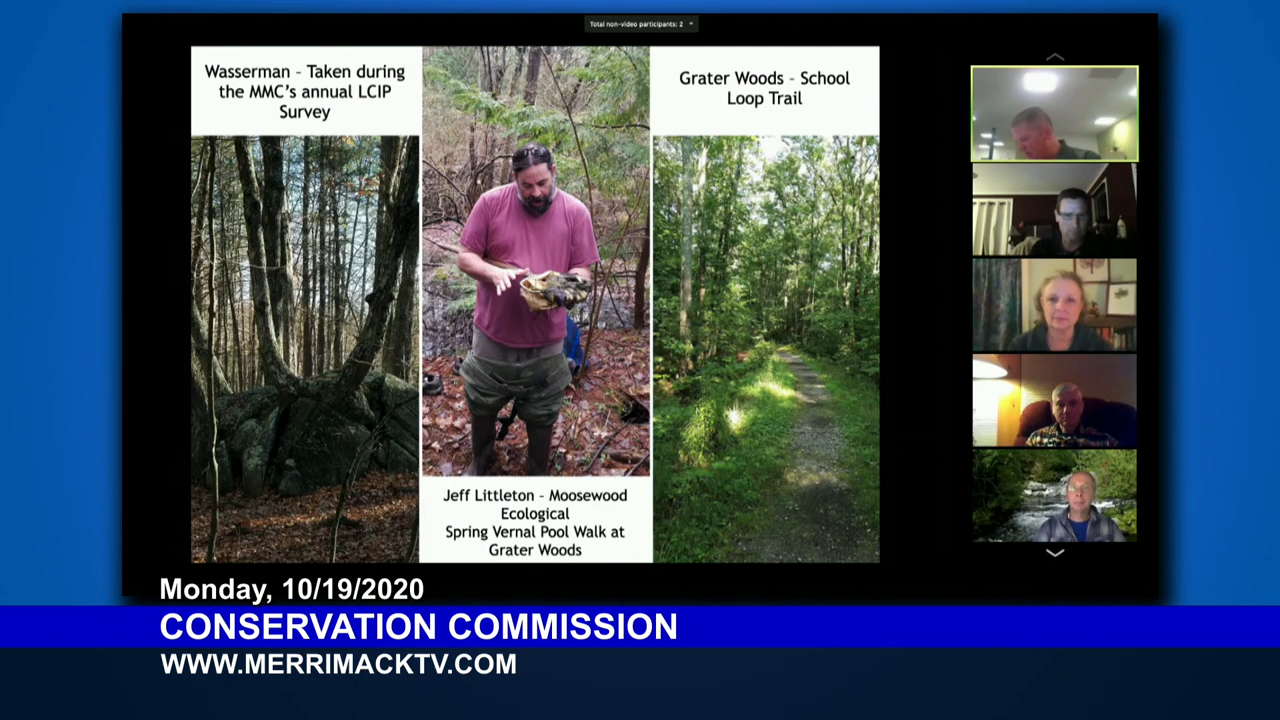 Total non-video participants: 2
Wasserman - Taken during
the MMC's annual LCIP
Survey
Grater Woods - School
Loop Trail
Jeff Littleton - Moosewood
Ecological
Spring Vernal Pool Walk at
Grater Woods
Monday, 10/19/2020
CONSERVATION COMMISSION
WWW.MERRIMACKTV.COM